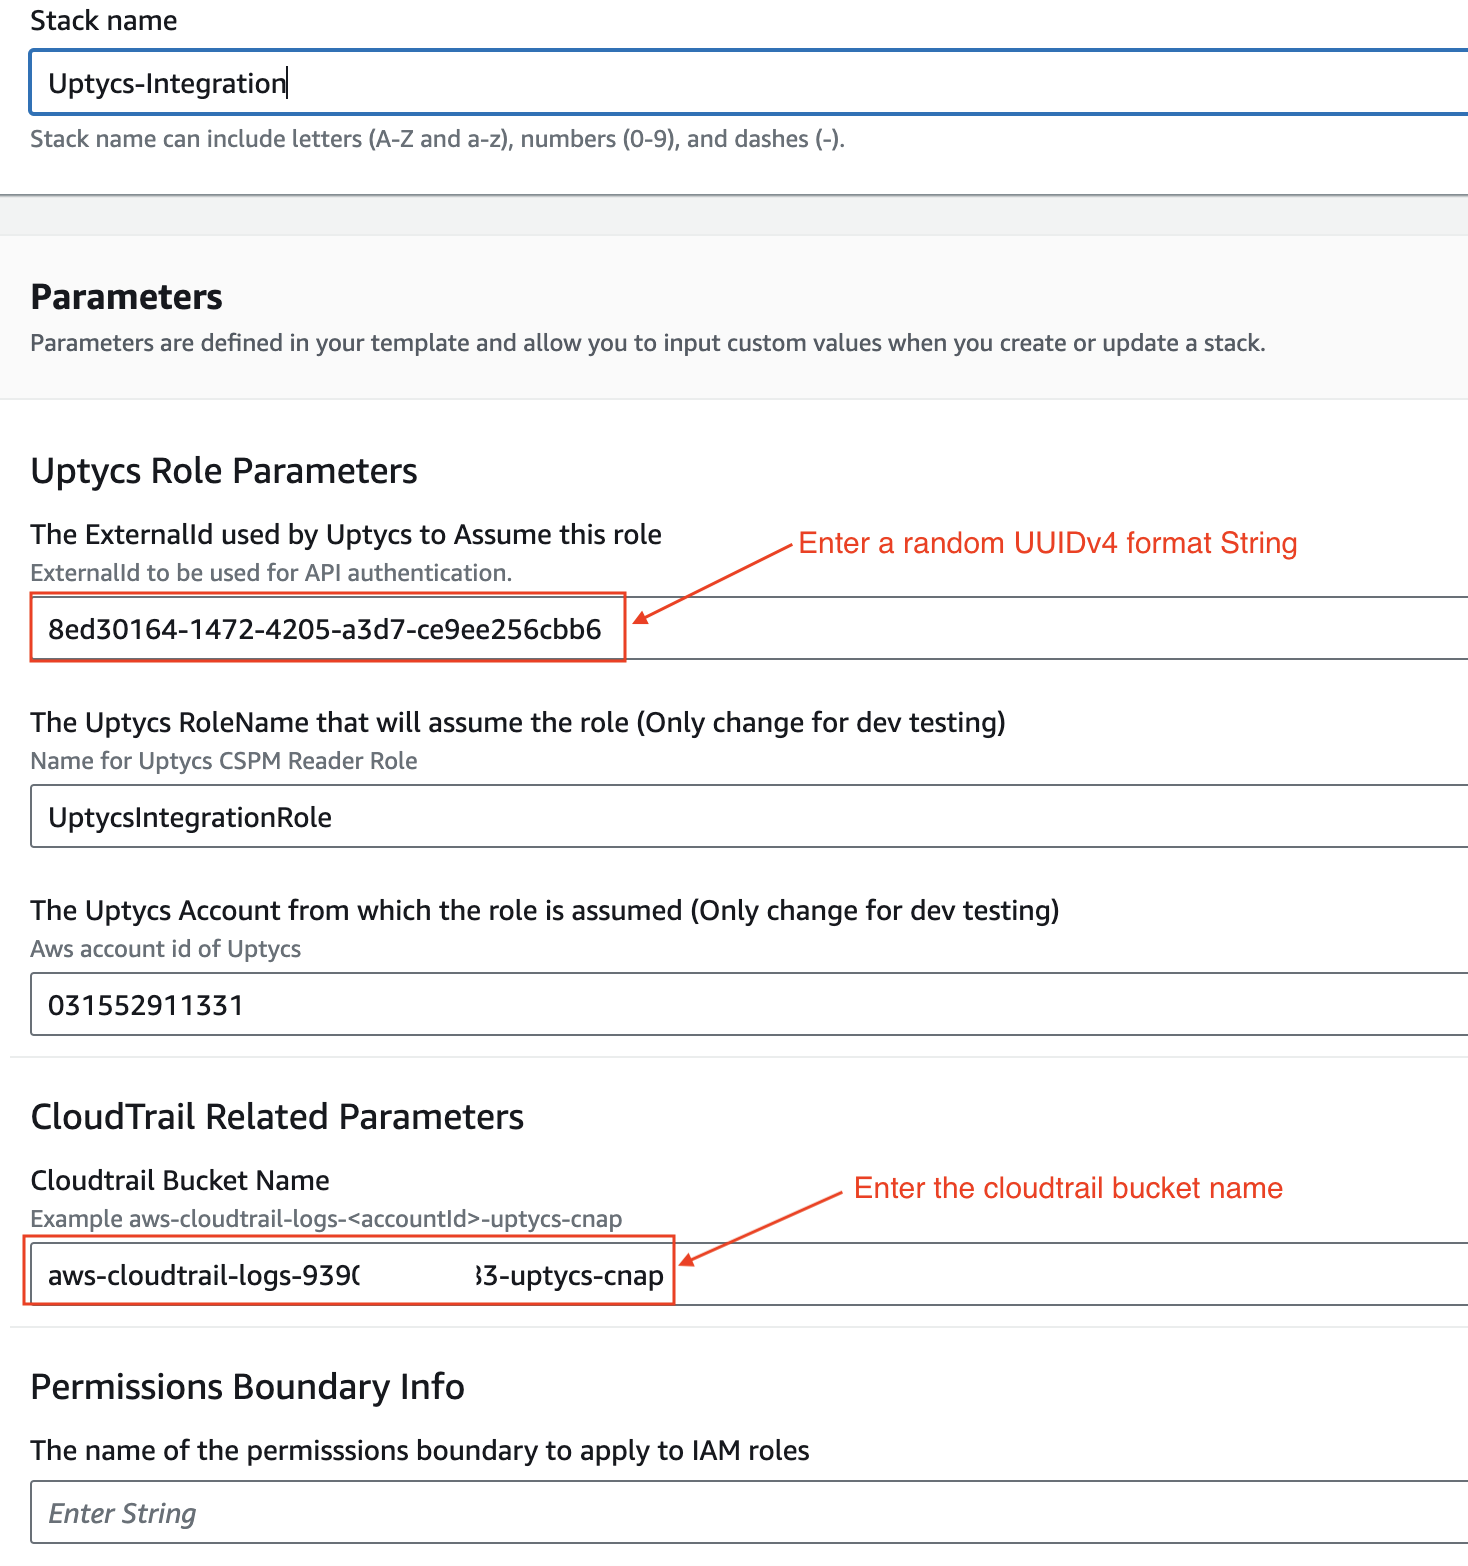 Stack name
Uptycs-Integration
Stack name can include letters (A-Z and a-z), numbers (0-9), and dashes (-).
Parameters
Parameters are defined in your template and allow you to input custom values when you create or update a stack.
Uptycs Role Parameters
The ExternalId used by Uptycs to Assume this role
Enter a random UUIDv4 format String
ExternalId to be used for API authentication.
8ed30164-1472-4205-a3d7-ce9ee256cbb6
The Uptycs RoleName that will assume the role (Only change for dev testing)
Name for Uptycs CSPM Reader Role
UptycsIntegrationRole
The Uptycs Account from which the role is assumed (Only change for dev testing)
Aws account id of Uptycs
031552911331
CloudTrail Related Parameters
Cloudtrail Bucket Name
Enter the cloudtrail bucket name
Example aws-cloudtrail-logs-<accountId>-uptycs-cnap
aws-cloudtrail-logs-939 3-uptycs-cnap
Permissions Boundary Info
The name of the permisssions boundary to apply to IAM roles
Enter String